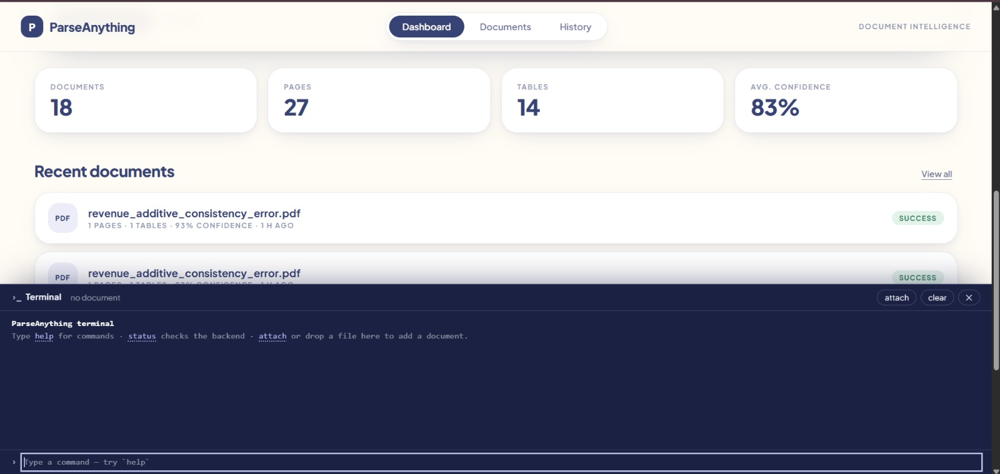 P ParseAnything
Dashboard Documents History
DOCUMENT INTELLIGENCE
DOCUMENTS
18
PAGES
27
TABLES
14
AVG. CONFIDENCE
83%
Recent documents
View all
PDF
revenue_additive_consistency_error.pdf
1 PAGES · 1 TABLES · 93% CONFIDENCE · 1 H AGO
SUCCESS
PDF
revenue_additive_consistency_error.pdf
SUCCESS
›_ Terminal no document
attach clear ×
ParseAnything terminal
Type help for commands · status checks the backend · attach or drop a file here to add a document.
› Type a command — try `help`